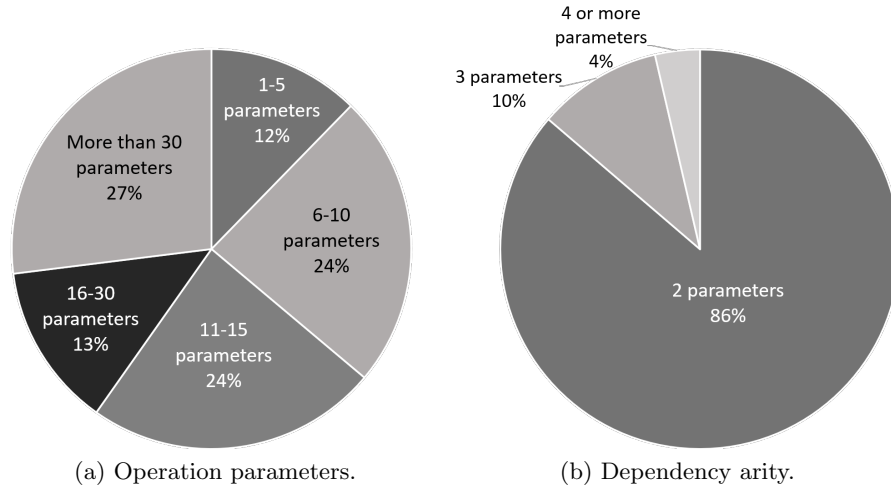 1-5
parameters
12%
6-10
parameters
24%
11-15
parameters
24%
16-30
parameters
13%
More than 30
parameters
27%
(a) Operation parameters.
4 or more
parameters
4%
3 parameters
10%
2 parameters
86%
(b) Dependency arity.